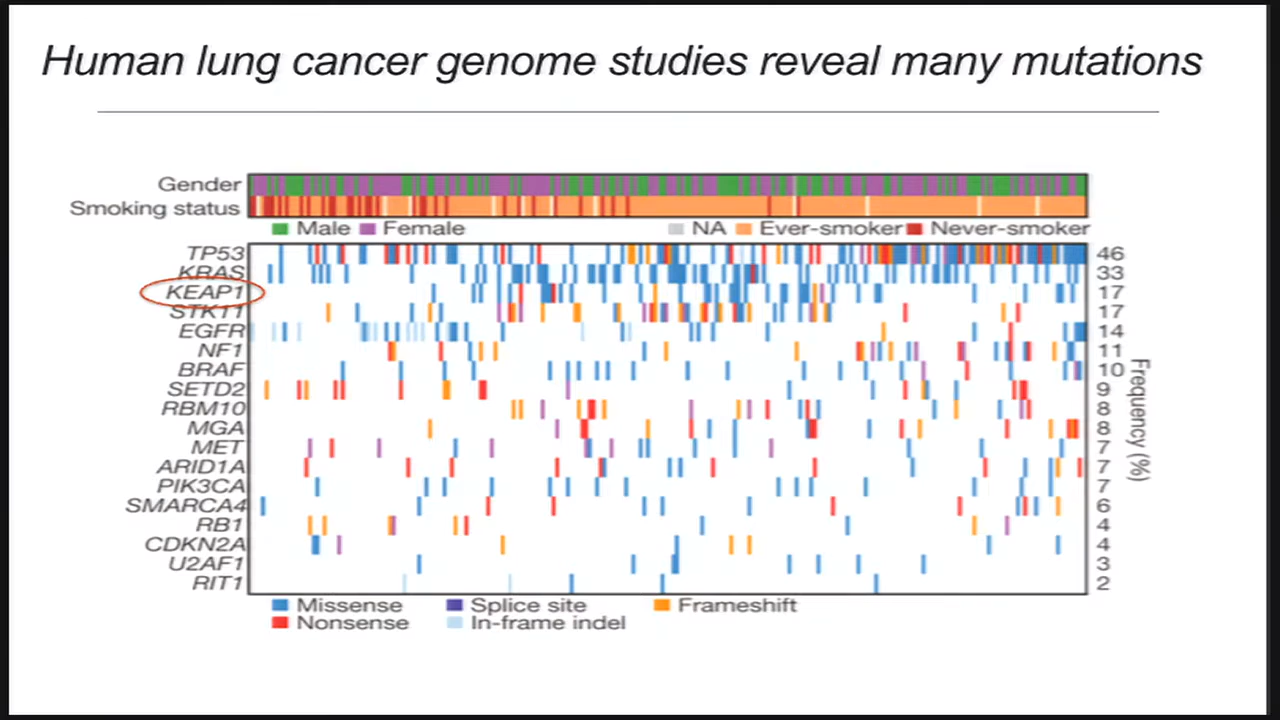 Human lung cancer genome studies reveal many mutations
Gender
Smoking status
Male Female NA Ever-smoker Never-smoker
TP53 46
KRAS 33
KEAP1 17
STK11 17
EGFR 14
NF1 11
BRAF 10
SETD2 9
RBM10 8
MGA 8
MET 7
ARID1A 7
PIK3CA 7
SMARCA4 6
RB1 4
CDKN2A 4
U2AF1 3
RIT1 2
Frequency (%)
Missense Splice site Frameshift
Nonsense In-frame indel